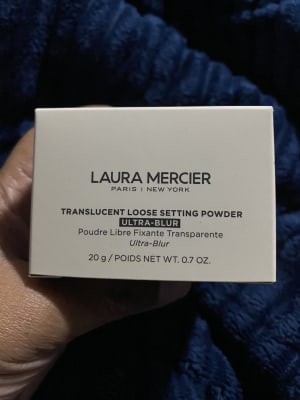 LAURA MERCIER
PARIS | NEW YORK
TRANSLUCENT LOOSE SETTING POWDER
ULTRA-BLUR
Poudre Libre Fixante Transparente
Ultra-Blur
20 g / POIDS NET WT. 0.7 OZ.